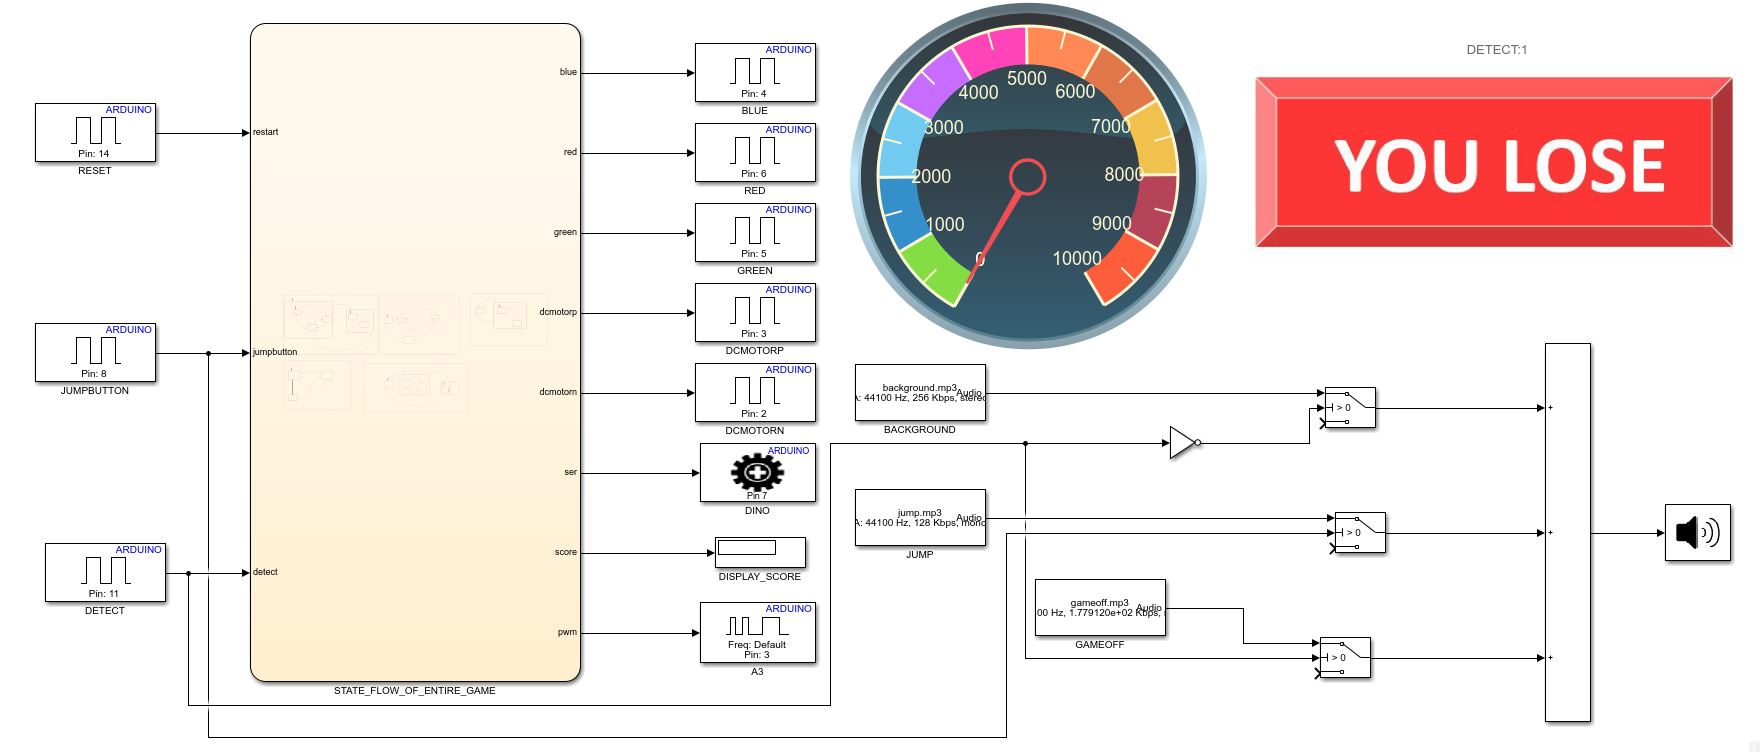 ARDUINO
Pin: 14
RESET
ARDUINO
Pin: 8
JUMPBUTTON
ARDUINO
Pin: 11
DETECT
restart
jumpbutton
detect
blue
red
green
dcmotorp
dcmotorn
ser
score
pwm
STATE_FLOW_OF_ENTIRE_GAME
ARDUINO
Pin: 4
BLUE
ARDUINO
Pin: 6
RED
ARDUINO
Pin: 5
GREEN
ARDUINO
Pin: 3
DCMOTORP
ARDUINO
Pin: 2
DCMOTORN
ARDUINO
Pin 7
DINO
DISPLAY_SCORE
ARDUINO
Freq: Default
Pin: 3
A3
0
1000
2000
3000
4000
5000
6000
7000
8000
9000
10000
DETECT:1
YOU LOSE
background.mp3
Audio
A: 44100 Hz, 256 Kbps, stereo
BACKGROUND
> 0
jump.mp3
Audio
A: 44100 Hz, 128 Kbps, mono
JUMP
> 0
gameoff.mp3
Audio
00 Hz, 1.779120e+02 Kbps,
GAMEOFF
> 0
+
+
+